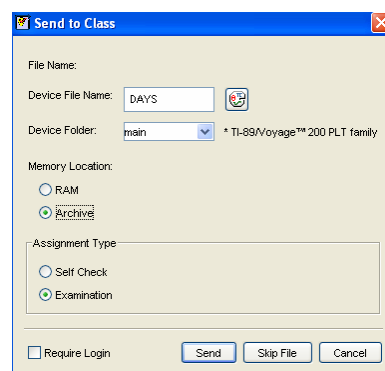 Send to Class
File Name:
Device File Name: DAYS
Device Folder: main * TI-89/Voyage™ 200 PLT family
Memory Location:
RAM
Archive
Assignment Type
Self Check
Examination
Require Login Send Skip File Cancel